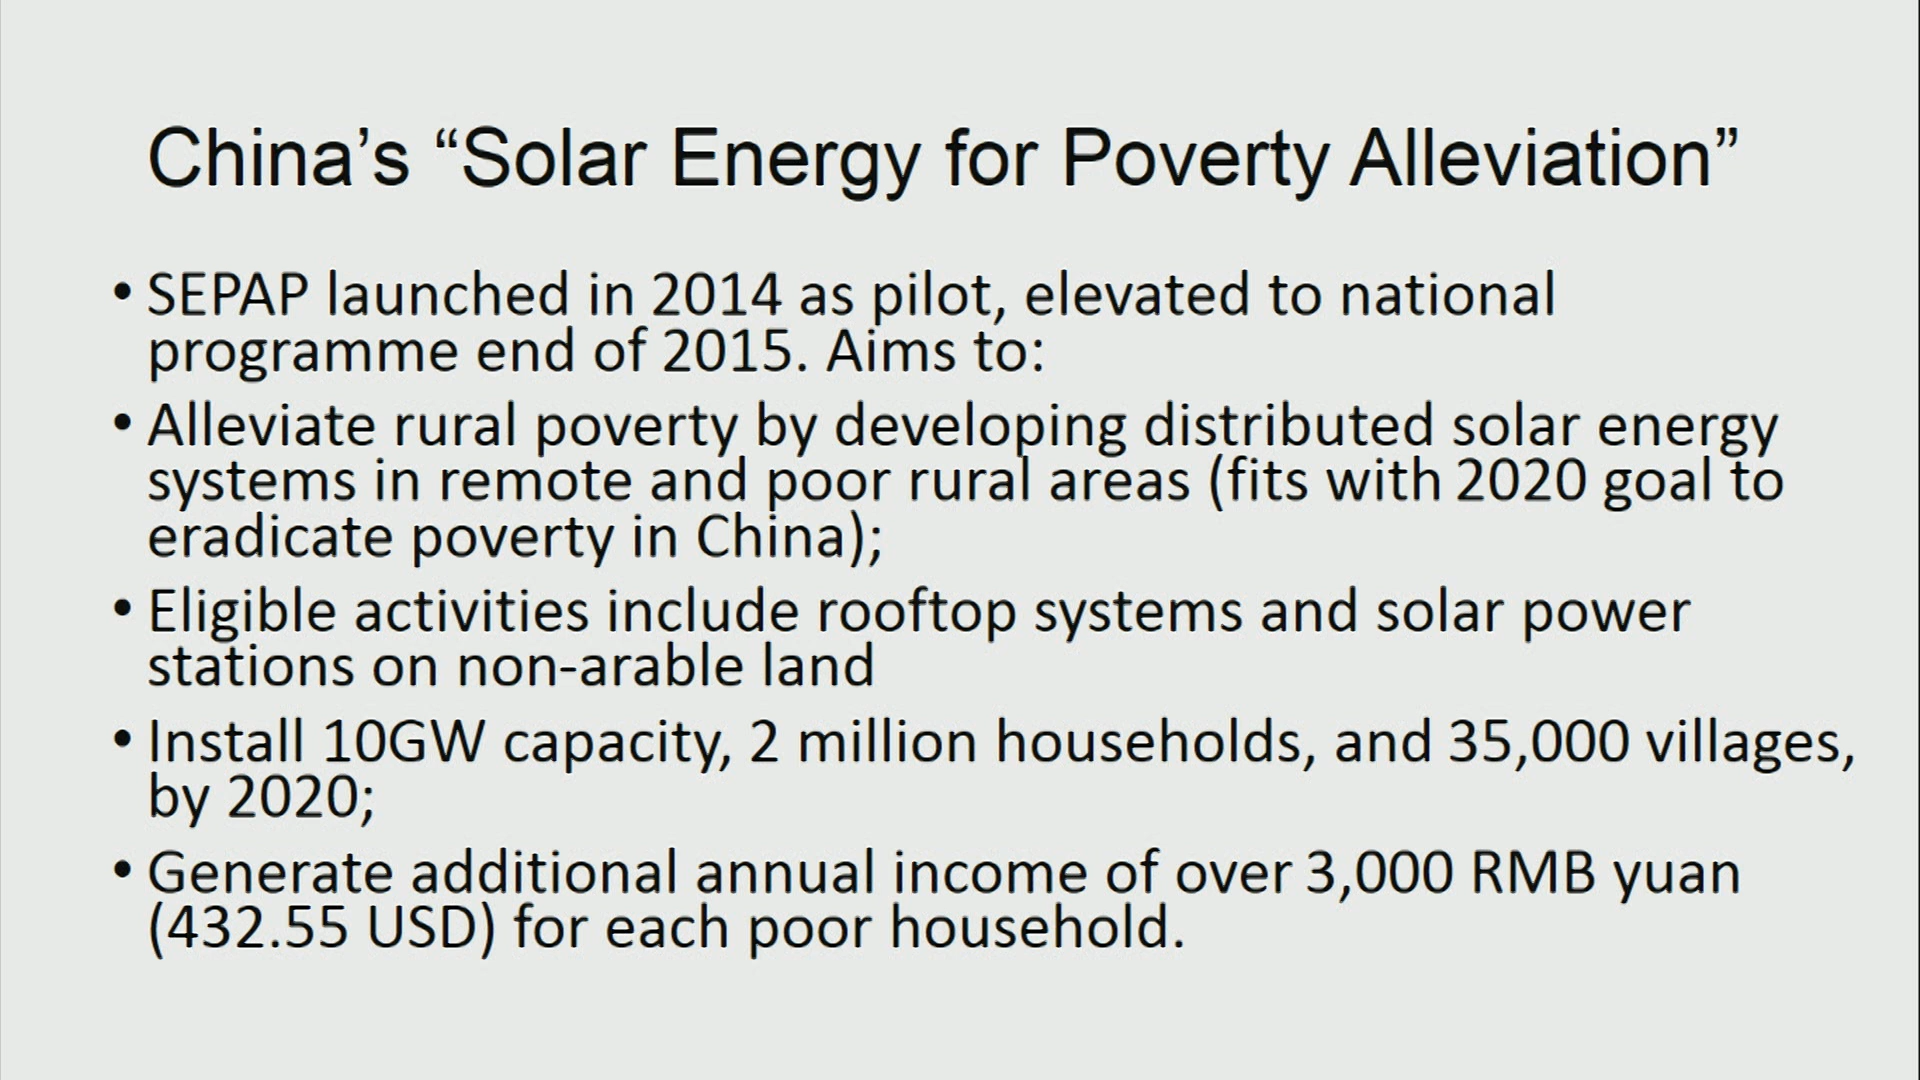 China’s “Solar Energy for Poverty Alleviation”
• SEPAP launched in 2014 as pilot, elevated to national
programme end of 2015. Aims to:
• Alleviate rural poverty by developing distributed solar energy
systems in remote and poor rural areas (fits with 2020 goal to
eradicate poverty in China);
• Eligible activities include rooftop systems and solar power
stations on non-arable land
• Install 10GW capacity, 2 million households, and 35,000 villages,
by 2020;
• Generate additional annual income of over 3,000 RMB yuan
(432.55 USD) for each poor household.